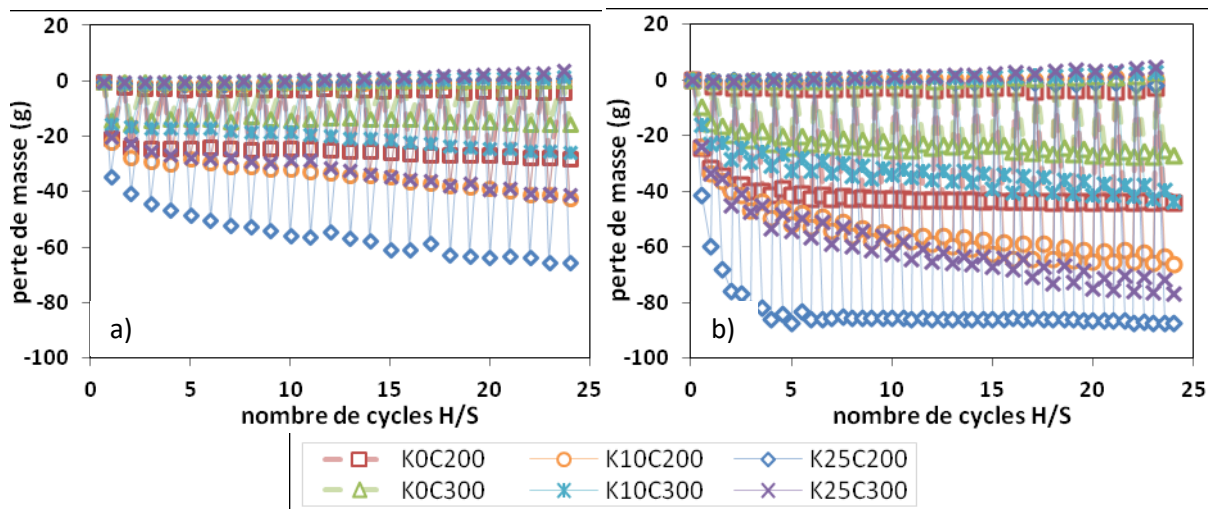 20
0
-20
-40
-60
-80
-100
perte de masse (g)
a)
0 5 10 15 20 25
nombre de cycles H/S
20
0
-20
-40
-60
-80
-100
perte de masse (g)
b)
0 5 10 15 20 25
nombre de cycles H/S
K0C200 K10C200 K25C200
K0C300 K10C300 K25C300